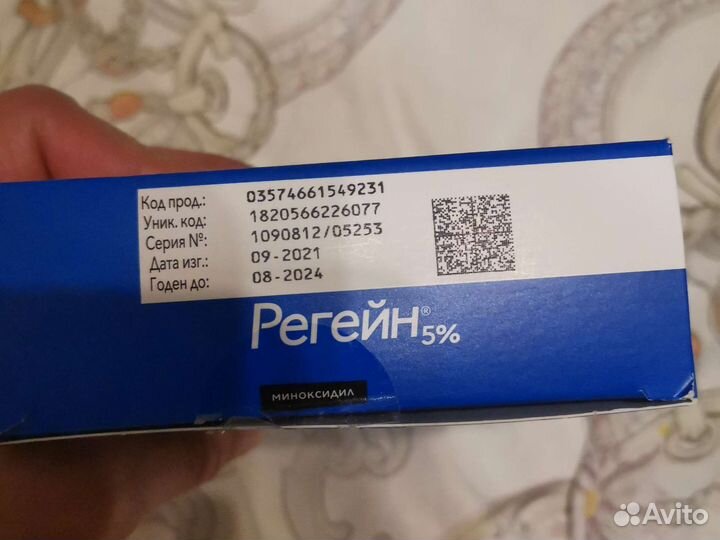 Код прод.: 03574661549231
Уник. код: 1820566226077
Серия №: 1090812/05253
Дата изг.: 09-2021
Годен до: 08-2024
Регейн® 5%
МИНОКСИДИЛ
Avito